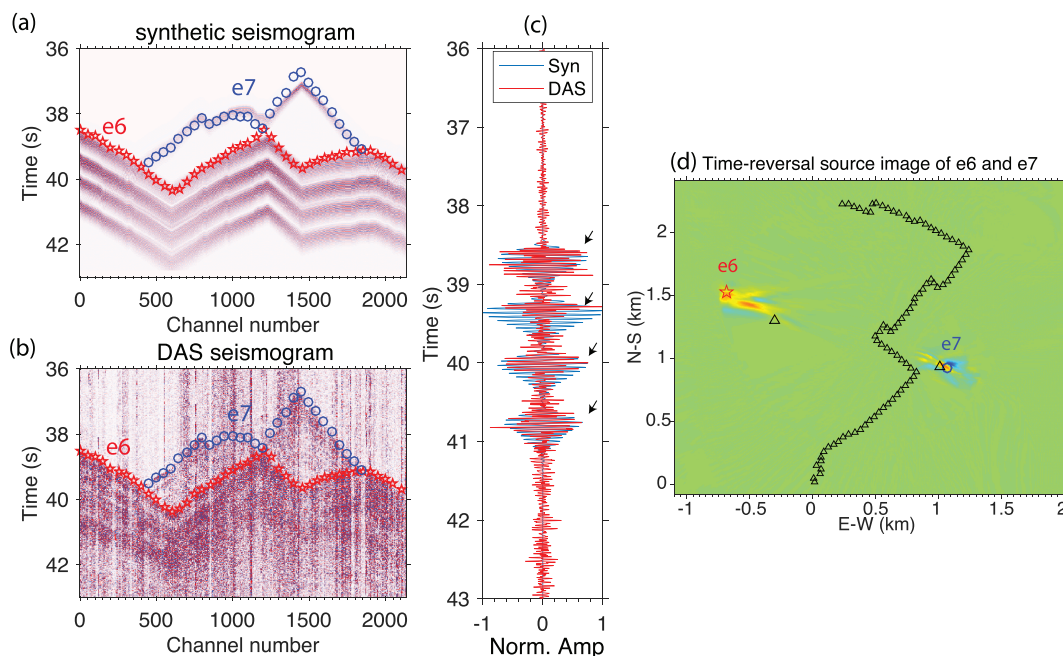 (a)
synthetic seismogram
36
38
40
42
Time (s)
e6
e7
0 500 1000 1500 2000
Channel number
(b)
DAS seismogram
36
38
40
42
Time (s)
e6
e7
0 500 1000 1500 2000
Channel number
(c)
36
37
38
39
40
41
42
43
Time (s)
Syn
DAS
-1 0 1
Norm. Amp
(d) Time-reversal source image of e6 and e7
2
1.5
1
0.5
0
N-S (km)
e6
e7
-1 -0.5 0 0.5 1 1.5 2
E-W (km)